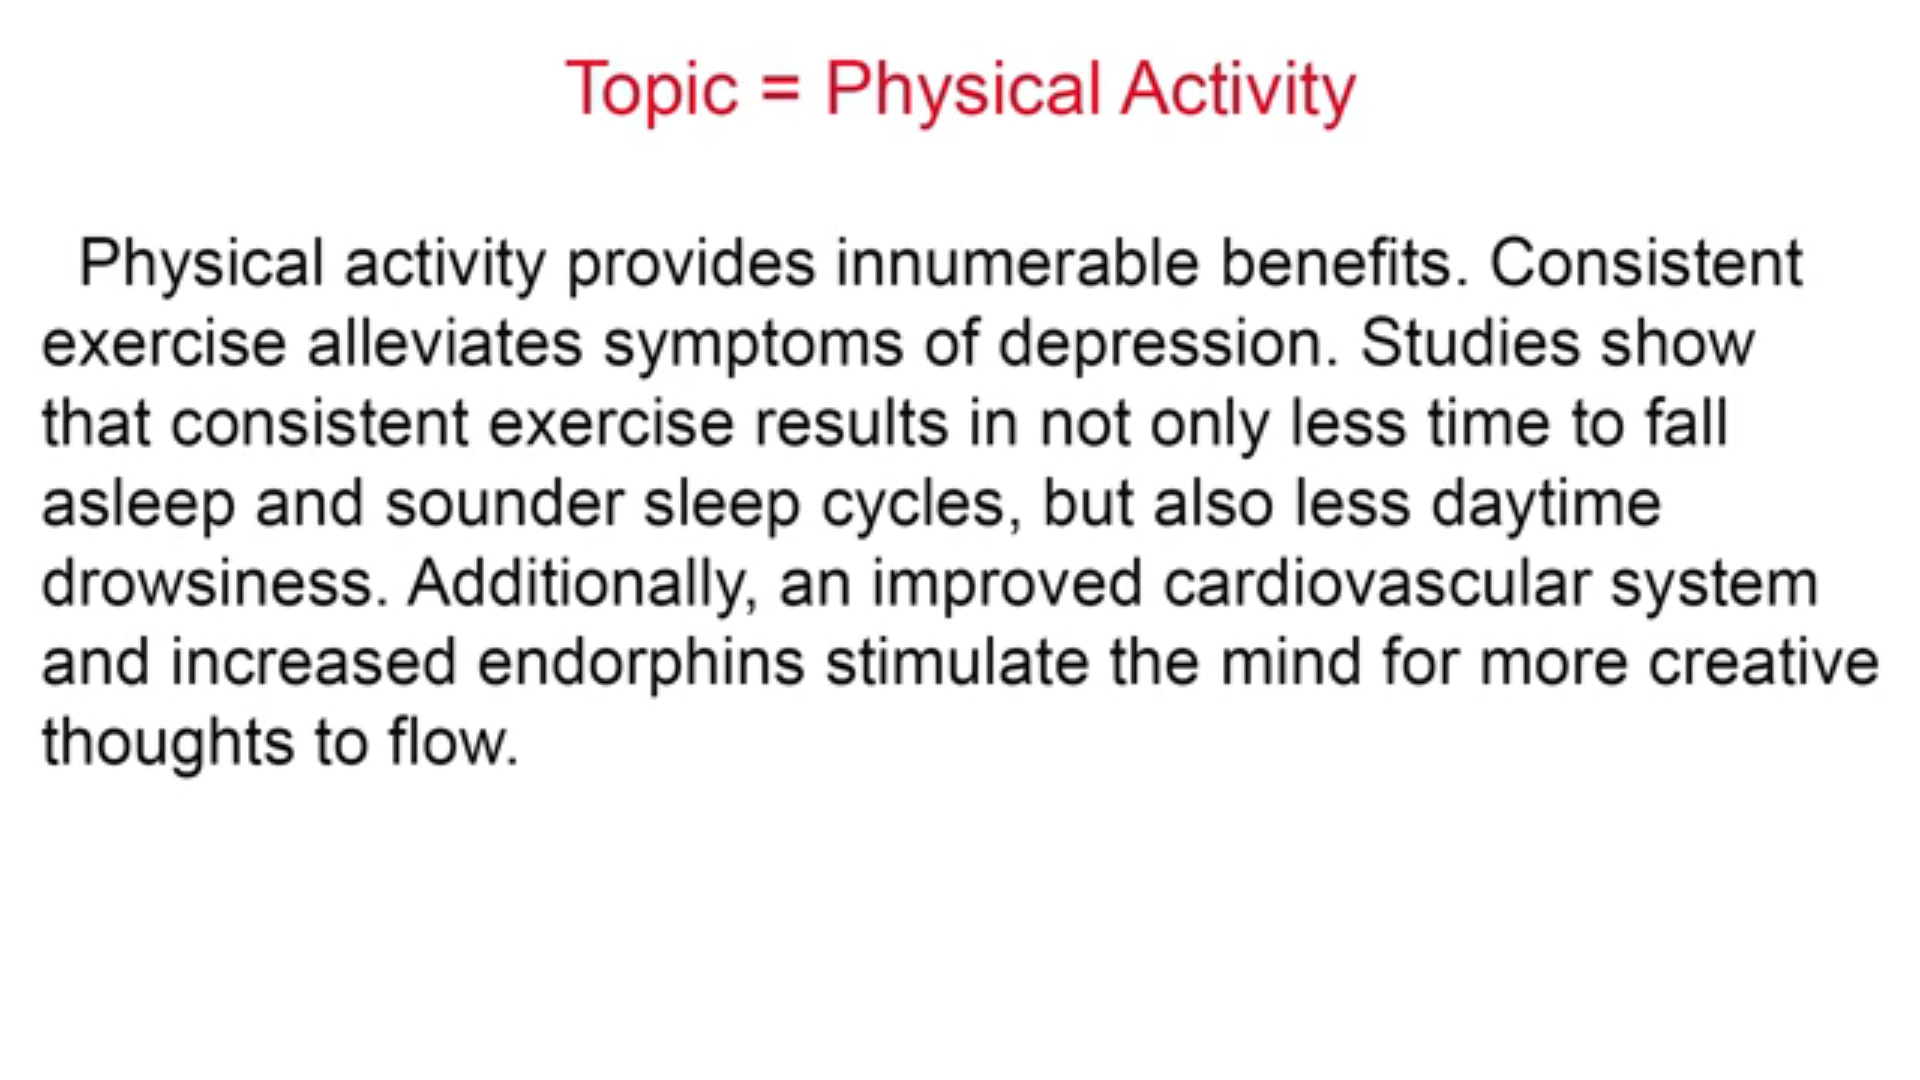 Topic = Physical Activity
Physical activity provides innumerable benefits. Consistent
exercise alleviates symptoms of depression. Studies show
that consistent exercise results in not only less time to fall
asleep and sounder sleep cycles, but also less daytime
drowsiness. Additionally, an improved cardiovascular system
and increased endorphins stimulate the mind for more creative
thoughts to flow.